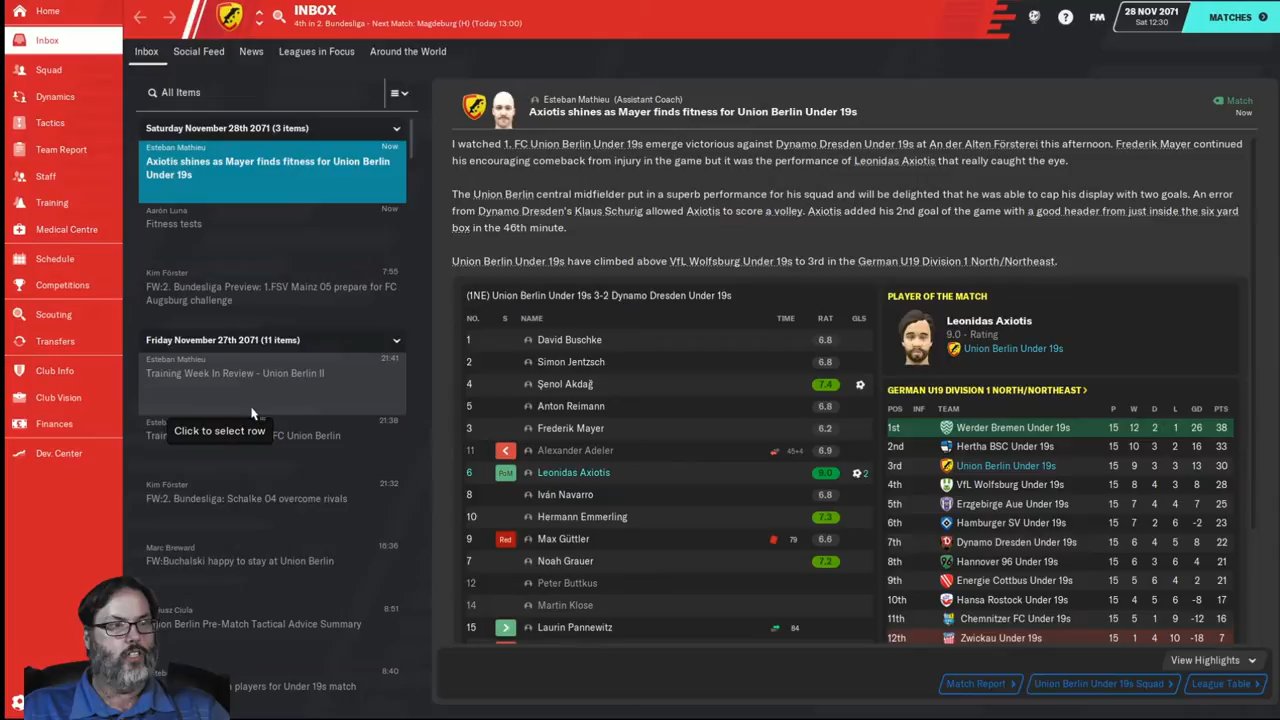 Home
Inbox
Squad
Dynamics
Tactics
Team Report
Staff
Training
Medical Centre
Schedule
Competitions
Scouting
Transfers
Club Info
Club Vision
Finances
Dev. Center
INBOX
4th in 2. Bundesliga - Next Match: Magdeburg (H) (Today 13:00)
?
FM
28 NOV 2071
Sat 12:30
MATCHES
Inbox
Social Feed
News
Leagues in Focus
Around the World
All Items
Saturday November 28th 2071 (3 items)
Esteban Mathieu Now
Axiotis shines as Mayer finds fitness for Union Berlin
Under 19s
Aarón Luna Now
Fitness tests
Kim Förster 7:55
FW:2. Bundesliga Preview: 1.FSV Mainz 05 prepare for FC
Augsburg challenge
Friday November 27th 2071 (11 items)
Esteban Mathieu 21:41
Training Week In Review - Union Berlin II
Click to select row
21:38
FC Union Berlin
Kim Förster 21:32
FW:2. Bundesliga: Schalke 04 overcome rivals
Marc Breward 16:36
FW:Buchalski happy to stay at Union Berlin
Ciula 8:51
Berlin Pre-Match Tactical Advice Summary
8:40
players for Under 19s match
Esteban Mathieu (Assistant Coach)
Axiotis shines as Mayer finds fitness for Union Berlin Under 19s
Match
Now
I watched 1. FC Union Berlin Under 19s emerge victorious against Dynamo Dresden Under 19s at An der Alten Försterei this afternoon. Frederik Mayer continued
his encouraging comeback from injury in the game but it was the performance of Leonidas Axiotis that really caught the eye.
The Union Berlin central midfielder put in a superb performance for his squad and will be delighted that he was able to cap his display with two goals. An error
from Dynamo Dresden's Klaus Schurig allowed Axiotis to score a volley. Axiotis added his 2nd goal of the game with a good header from just inside the six yard
box in the 46th minute.
Union Berlin Under 19s have climbed above VfL Wolfsburg Under 19s to 3rd in the German U19 Division 1 North/Northeast.
(1NE) Union Berlin Under 19s 3-2 Dynamo Dresden Under 19s
NO. S NAME TIME RAT GLS
1 David Buschke 6.8
2 Simon Jentzsch 6.8
4 Şenol Akdağ 7.4
5 Anton Reimann 6.8
3 Frederik Mayer 6.2
11 Alexander Adeler 45+4 6.9
6 PoM Leonidas Axiotis 9.0 2
8 Iván Navarro 6.8
10 Hermann Emmerling 7.3
9 Red Max Güttler 79 6.6
7 Noah Grauer 7.2
12 Peter Buttkus
14 Martin Klose
15 Laurin Pannewitz 84
PLAYER OF THE MATCH
Leonidas Axiotis
9.0 - Rating
Union Berlin Under 19s
GERMAN U19 DIVISION 1 NORTH/NORTHEAST >
POS INF TEAM P W D L GD PTS
1st Werder Bremen Under 19s 15 12 2 1 26 38
2nd Hertha BSC Under 19s 15 10 3 2 16 33
3rd Union Berlin Under 19s 15 9 3 3 13 30
4th VfL Wolfsburg Under 19s 15 8 4 3 8 28
5th Erzgebirge Aue Under 19s 15 7 4 4 7 25
6th Hamburger SV Under 19s 15 7 2 6 -2 23
7th Dynamo Dresden Under 19s 15 6 4 5 8 22
8th Hannover 96 Under 19s 15 6 3 6 4 21
9th Energie Cottbus Under 19s 15 5 6 4 2 21
10th Hansa Rostock Under 19s 15 4 5 6 -8 17
11th Chemnitzer FC Under 19s 15 5 1 9 -12 16
12th Zwickau Under 19s 15 1 4 10 -18 7
View Highlights
Match Report >
Union Berlin Under 19s Squad >
League Table >